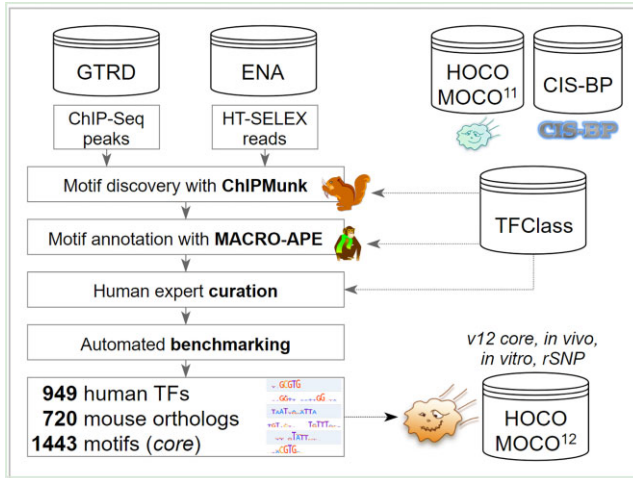 GTRD
ENA
HOCO
MOCO11
CIS-BP
CIS-BP
ChIP-Seq
peaks
HT-SELEX
reads
Motif discovery with ChIPMunk
TFClass
Motif annotation with MACRO-APE
Human expert curation
Automated benchmarking
v12 core, in vivo,
in vitro, rSNP
949 human TFs
720 mouse orthologs
1443 motifs (core)
HOCO
MOCO12